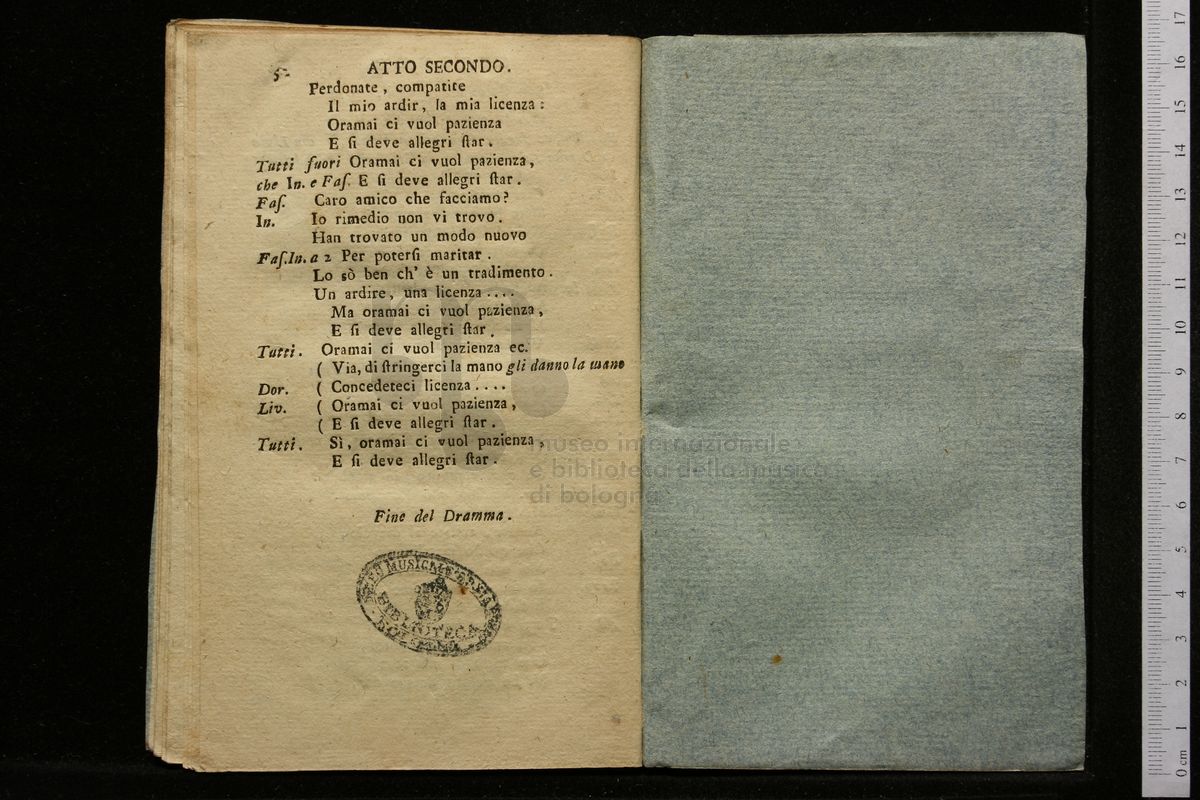 5
ATTO SECONDO.
Perdonate, compatite
Il mio ardir, la mia licenza:
Oramai ci vuol pazienza
E ſi deve allegri ſtar.
Tutti fuori Oramai ci vuol pazienza,
che In. e Faſ. E ſi deve allegri ſtar.
Faſ. Caro amico che facciamo?
In. Io rimedio non vi trovo.
Han trovato un modo nuovo
Faſ.In. a 2 Per poterſi maritar.
Lo sò ben ch' è un tradimento.
Un ardire, una licenza....
Ma oramai ci vuol pazienza,
E ſi deve allegri ſtar.
Tutti. Oramai ci vuol pazienza ec.
( Via, di ſtringerci la mano gli danno la mano
Dor. ( Concedeteci licenza....
Liv. ( Oramai ci vuol pazienza,
( E ſi deve allegri ſtar.
Tutti. Sì, oramai ci vuol pazienza,
E ſi deve allegri ſtar.
Fine del Dramma.
MUSICALE
BIBLIOTECA
BOLOGNA
museo internazionale
e biblioteca della musica
di bologna
0 cm 1 2 3 4 5 6 7 8 9 10 11 12 13 14 15 16 17